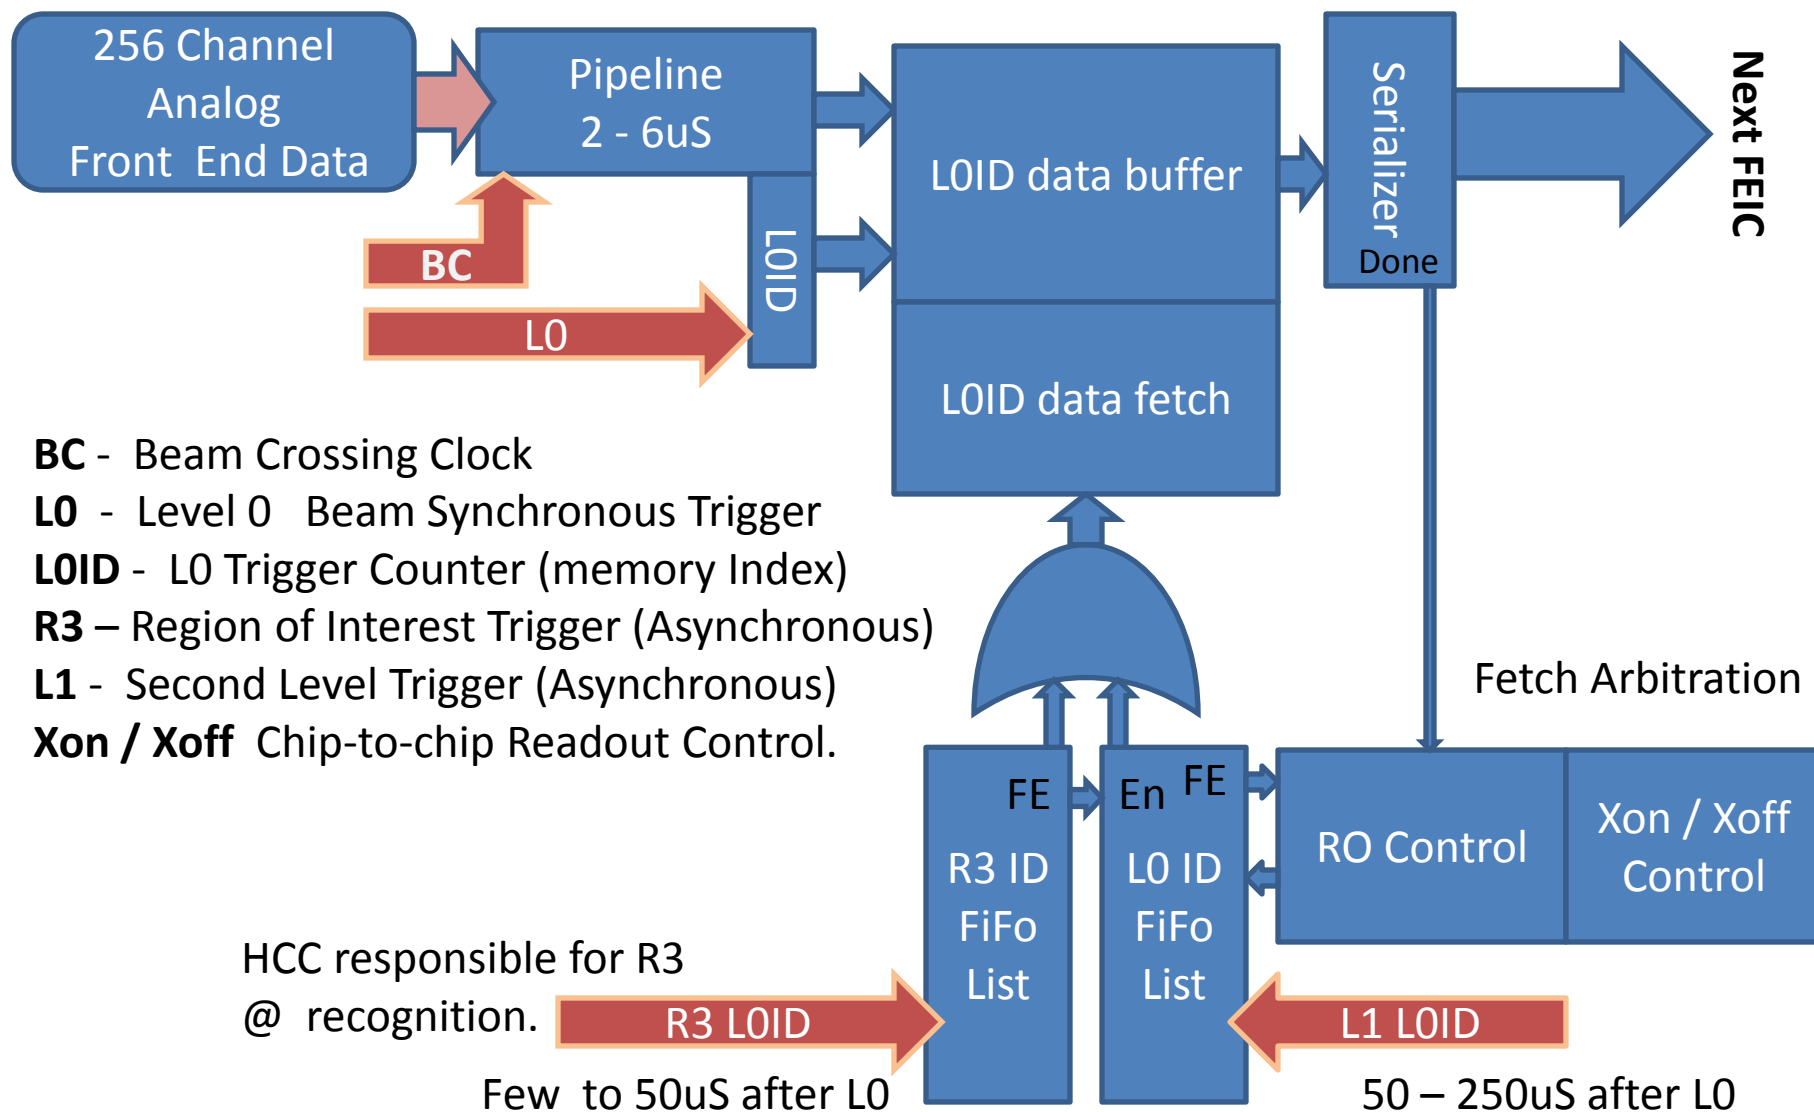 256 Channel
Analog
Front End Data
Pipeline
2 - 6uS
L0ID data buffer
Serializer
Done
Next FEIC
BC
L0ID
L0
L0ID data fetch
BC - Beam Crossing Clock
L0 - Level 0 Beam Synchronous Trigger
L0ID - L0 Trigger Counter (memory Index)
R3 – Region of Interest Trigger (Asynchronous)
L1 - Second Level Trigger (Asynchronous)
Xon / Xoff Chip-to-chip Readout Control.
Fetch Arbitration
FE
En
FE
R3 ID
FiFo
List
L0 ID
FiFo
List
RO Control
Xon / Xoff
Control
HCC responsible for R3
@ recognition.
R3 L0ID
L1 L0ID
Few to 50uS after L0
50 – 250uS after L0